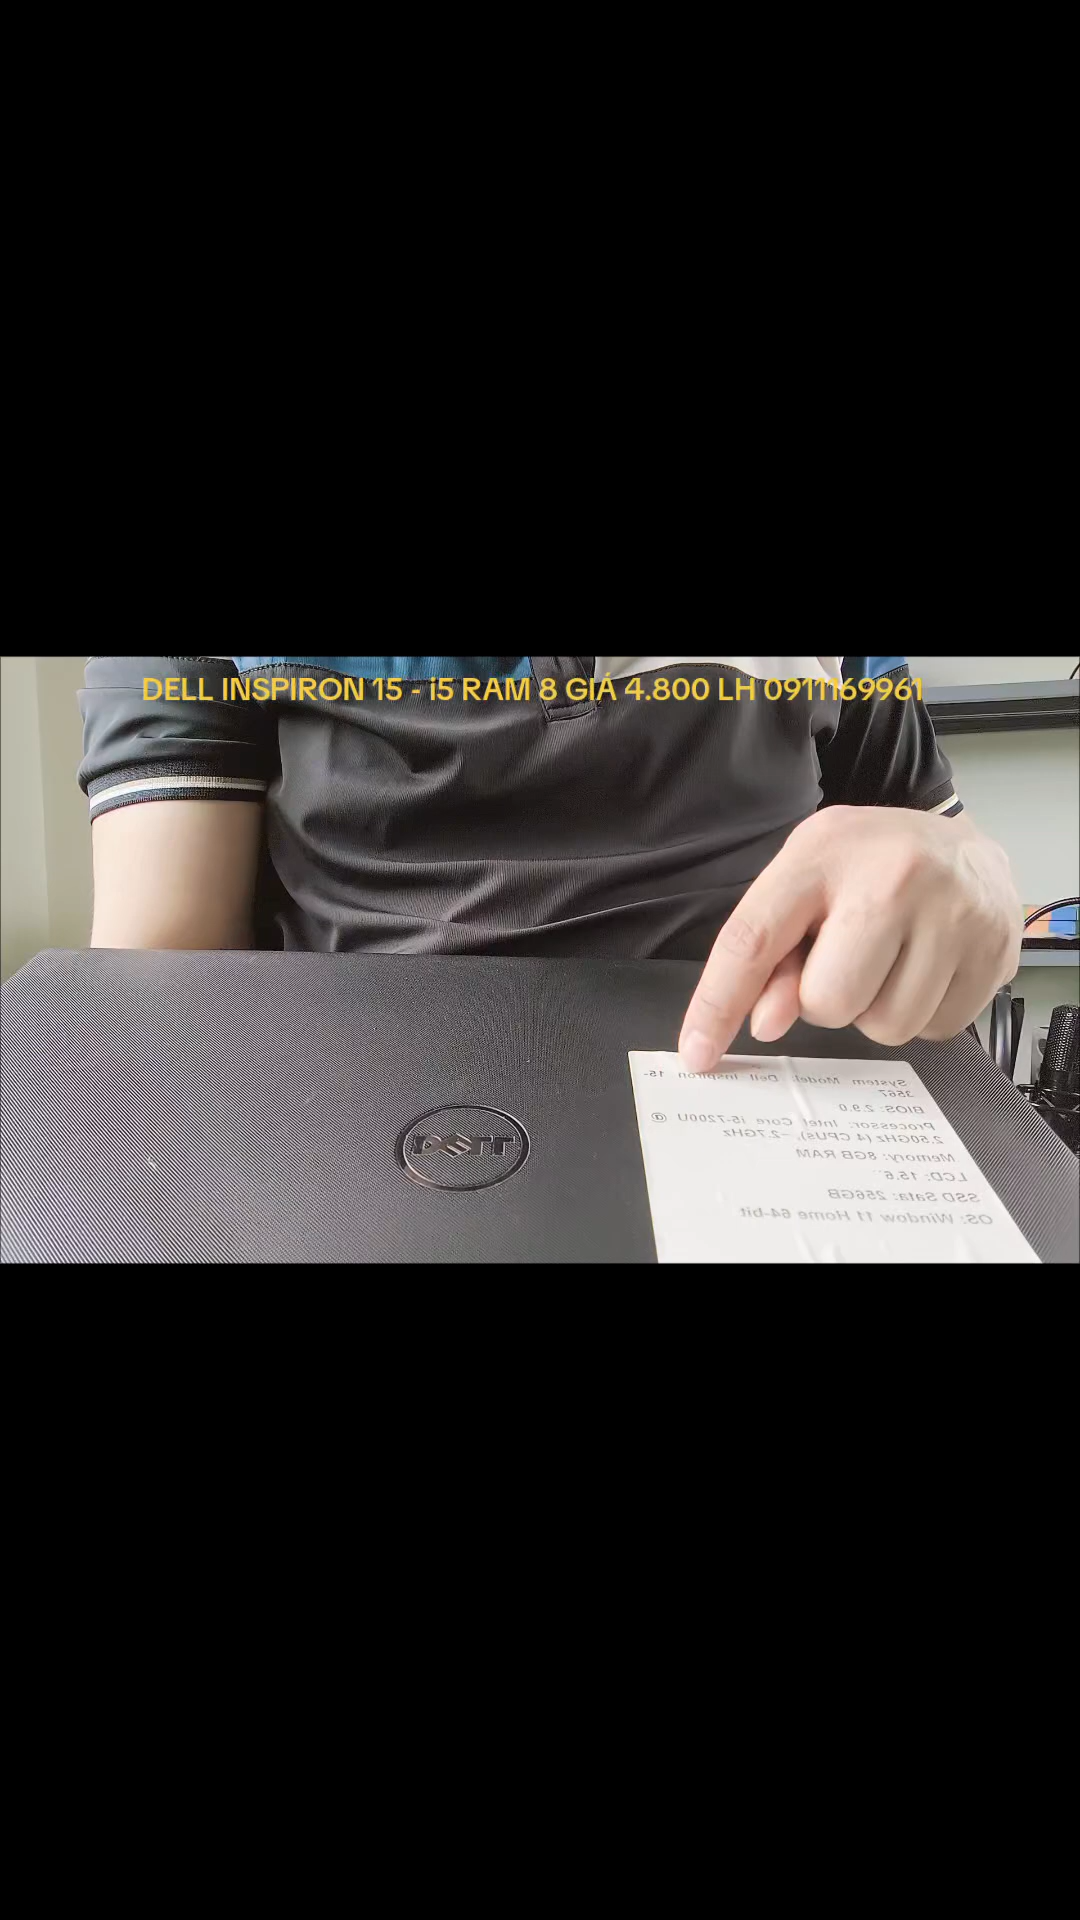 DELL INSPIRON 15 - i5 RAM 8 GIÁ 4.800 LH 0911169961
System Model: Dell Inspiron 15-
3567
BIOS: 2.9.0
Processor: Intel Core i5-7200U @
2.50GHz (4 CPUs), ~2.7GHz
Memory: 8GB RAM
LCD: 15.6''
SSD Sata: 256GB
OS: Window 11 Home 64-bit
DELL